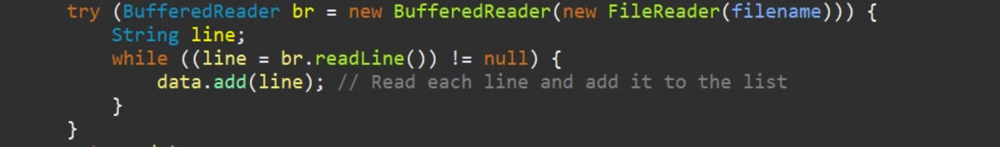 try (BufferedReader br = new BufferedReader(new FileReader(filename))) {
String line;
while ((line = br.readLine()) != null) {
data.add(line); // Read each line and add it to the list
}
}